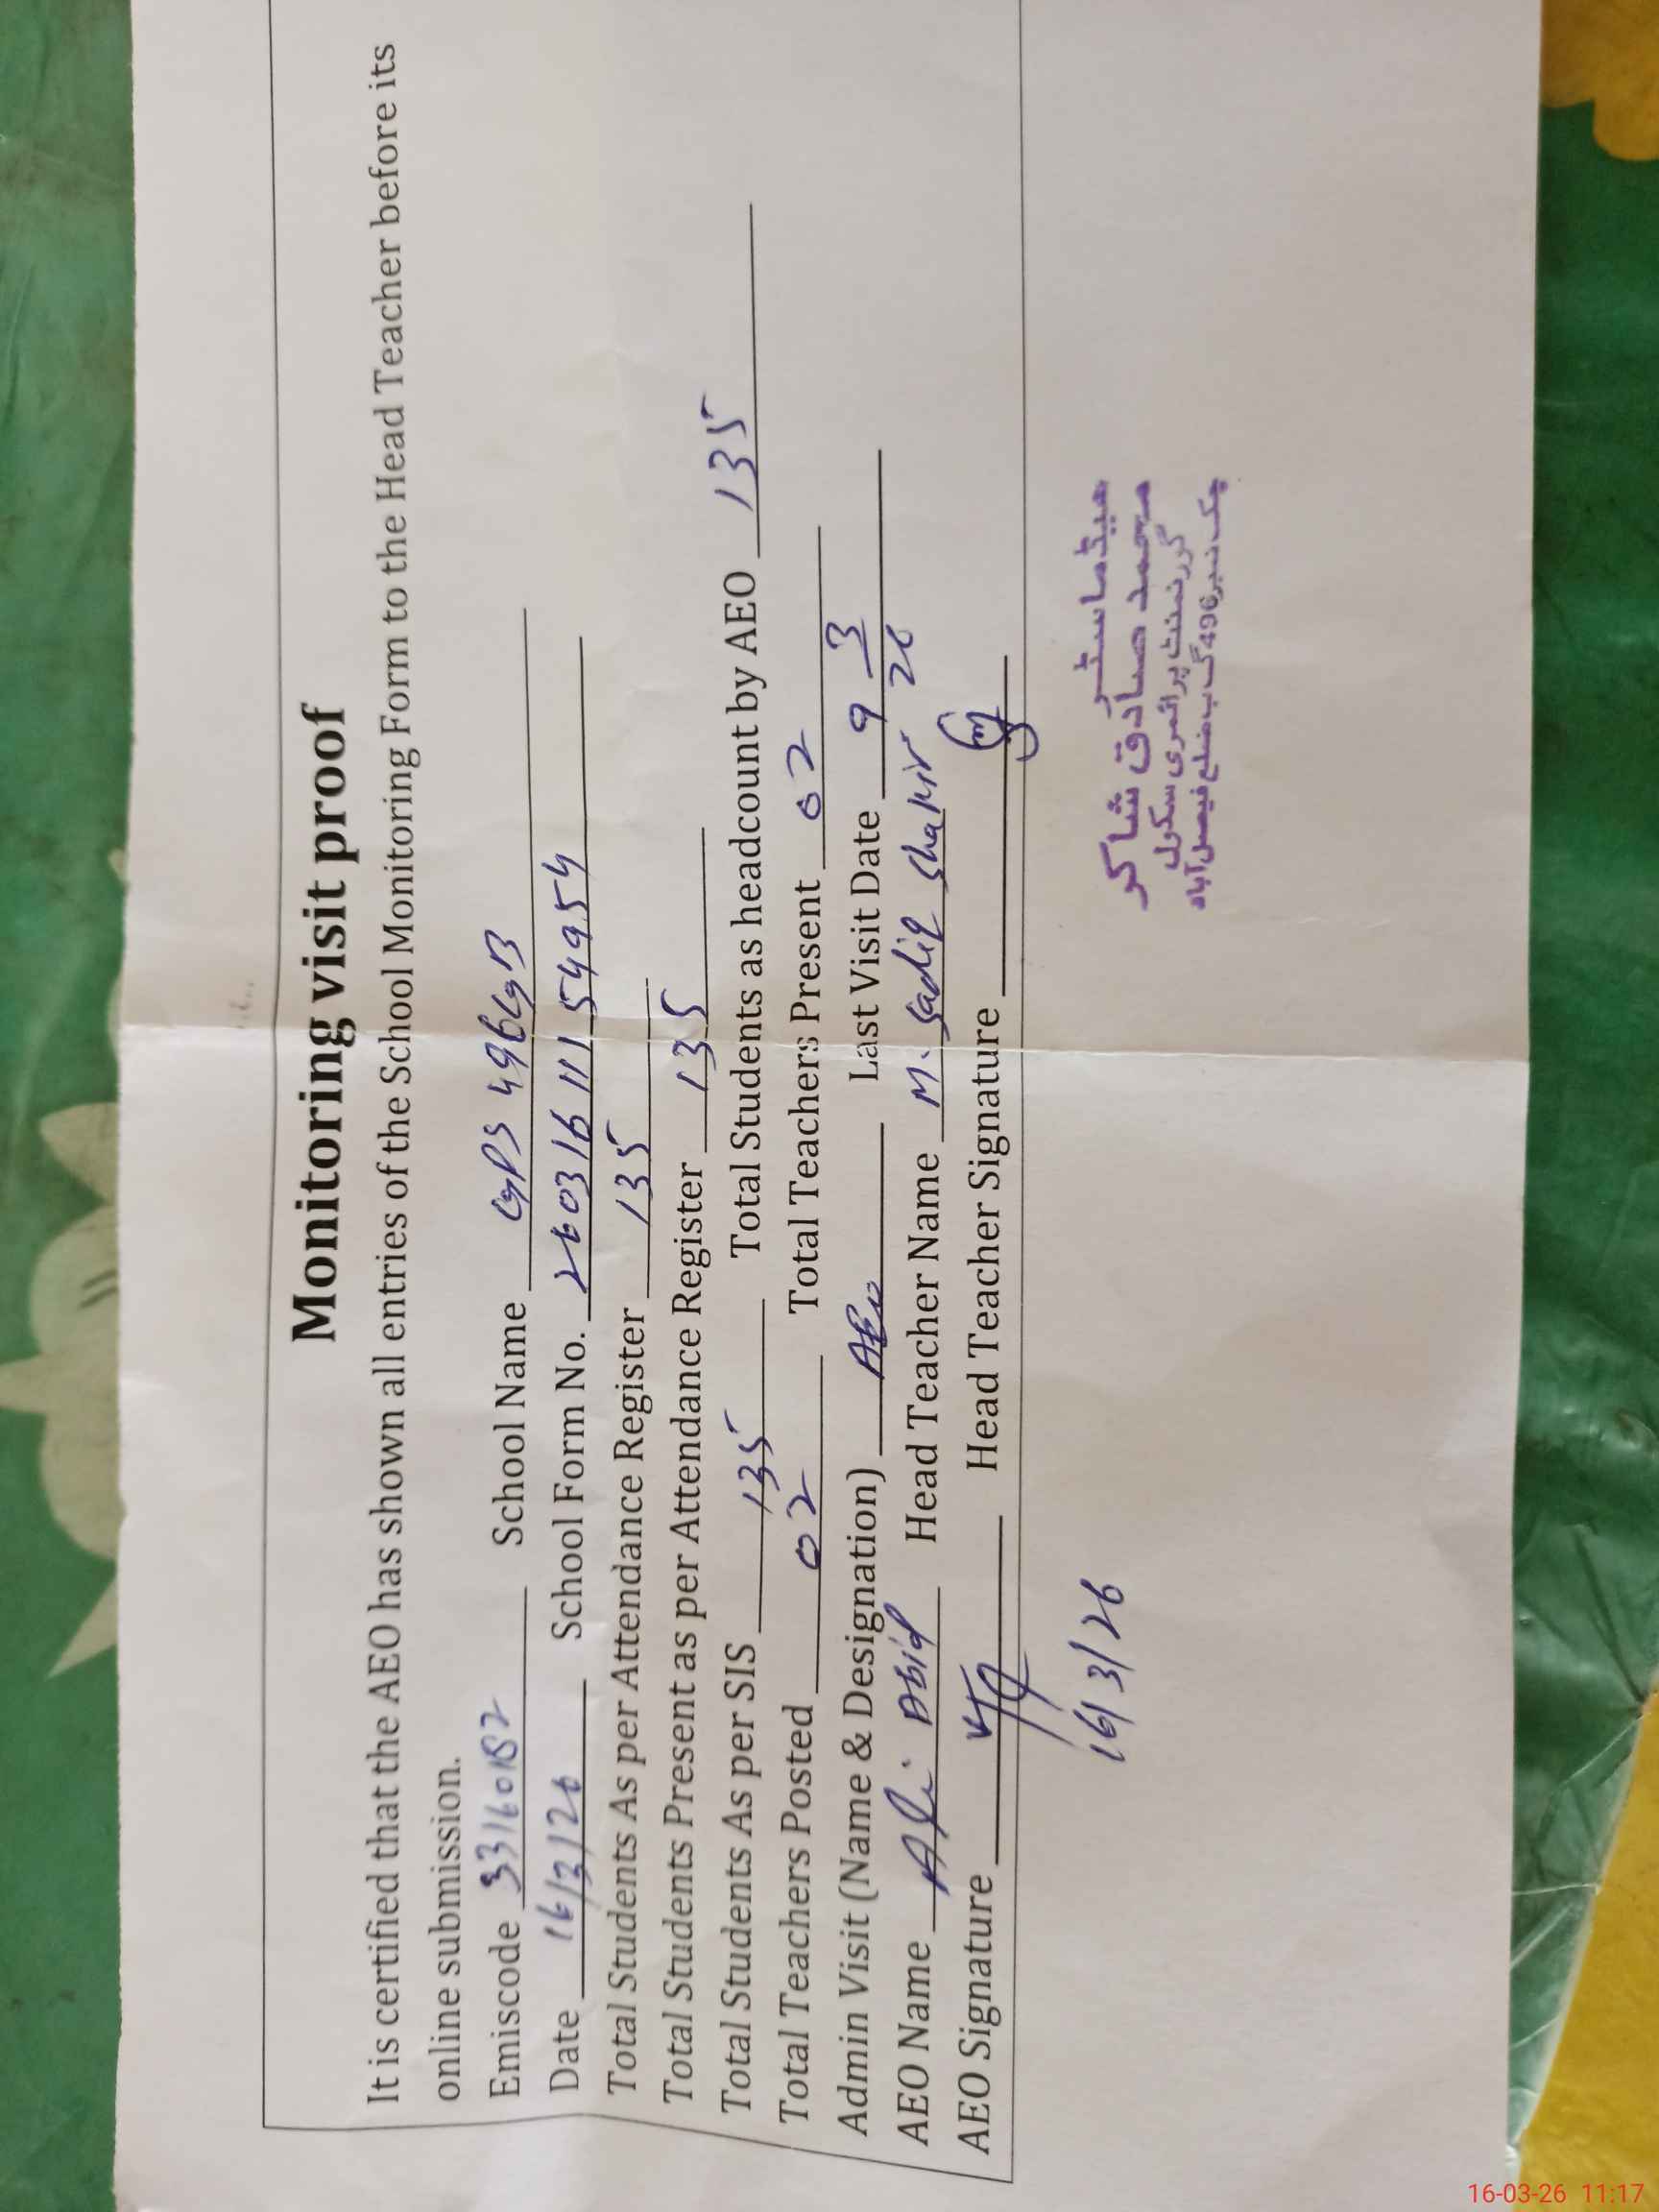 Monitoring visit proof
It is certified that the AEO has shown all entries of the School Monitoring Form to the Head Teacher before its
online submission.
Emiscode 33160182 School Name GPS 496GB
Date 16/3/26 School Form No. 260316111154954
Total Students As per Attendance Register 135
Total Students Present as per Attendance Register 135
Total Students As per SIS 135 Total Students as headcount by AEO 135
Total Teachers Posted 02 Total Teachers Present 02
Admin Visit (Name & Designation) AEO Last Visit Date 9 3 26
AEO Name Ali Abid Head Teacher Name M. Sadiq Shakir
AEO Signature Head Teacher Signature
16/3/26
ھیڈماسٹر
محمد صادق شاکر
گورنمنٹ پرائمری سکول
چک نمبر 496 گ ب ضلع فیصل آباد
16-03-26 11:17